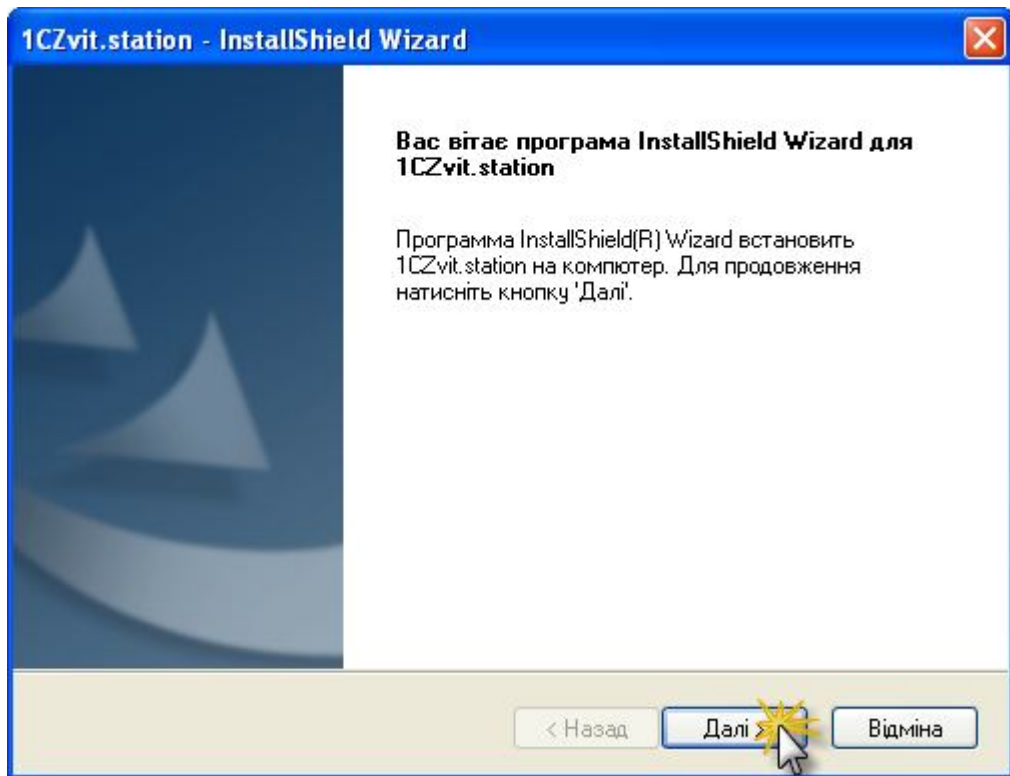 1CZvit.station - InstallShield Wizard
Вас вітає програма InstallShield Wizard для
1CZvit.station
Программа InstallShield(R) Wizard встановить
1CZvit.station на компютер. Для продовження
натисніть кнопку 'Далі'.
< Назад
Далі >
Відміна